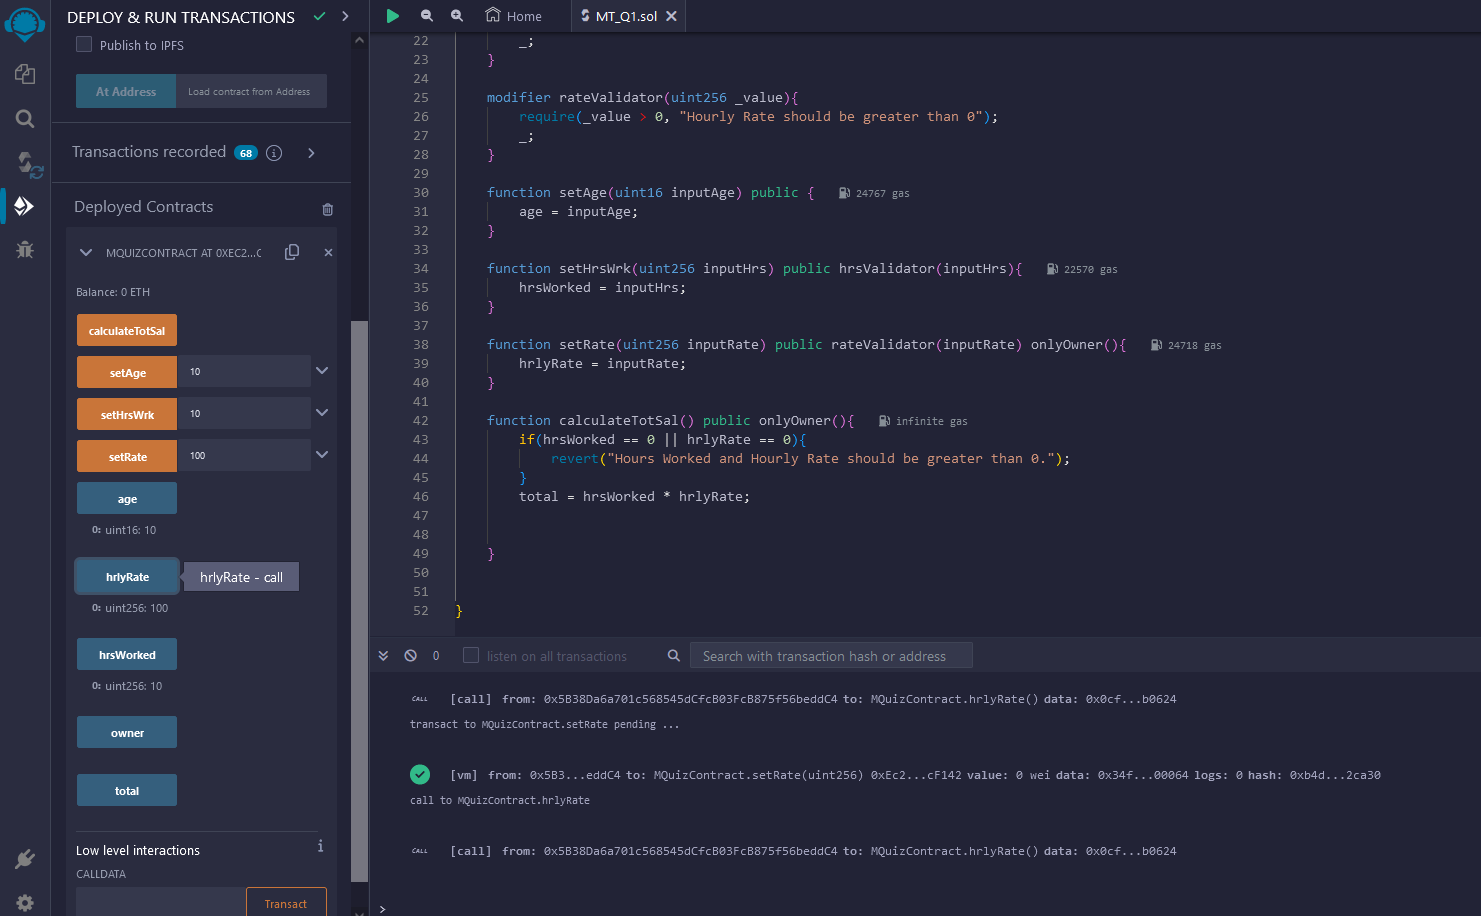 DEPLOY & RUN TRANSACTIONS
Publish to IPFS
At Address
Load contract from Address
Transactions recorded 68 i
Deployed Contracts
MQUIZCONTRACT AT 0XEC2...C
Balance: 0 ETH
calculateTotSal
setAge 10
setHrsWrk 10
setRate 100
age
0: uint16: 10
hrlyRate
hrlyRate - call
0: uint256: 100
hrsWorked
0: uint256: 10
owner
total
Low level interactions i
CALLDATA
Transact
Home
MT_Q1.sol
22 _;
23 }
24
25 modifier rateValidator(uint256 _value){
26 require(_value > 0, "Hourly Rate should be greater than 0");
27 _;
28 }
29
30 function setAge(uint16 inputAge) public { 24767 gas
31 age = inputAge;
32 }
33
34 function setHrsWrk(uint256 inputHrs) public hrsValidator(inputHrs){ 22570 gas
35 hrsWorked = inputHrs;
36 }
37
38 function setRate(uint256 inputRate) public rateValidator(inputRate) onlyOwner(){ 24718 gas
39 hrlyRate = inputRate;
40 }
41
42 function calculateTotSal() public onlyOwner(){ infinite gas
43 if(hrsWorked == 0 || hrlyRate == 0){
44 revert("Hours Worked and Hourly Rate should be greater than 0.");
45 }
46 total = hrsWorked * hrlyRate;
47
48
49 }
50
51
52 }
0 listen on all transactions Search with transaction hash or address
CALL [call] from: 0x5B38Da6a701c568545dCfcB03FcB875f56beddC4 to: MQuizContract.hrlyRate() data: 0x0cf...b0624
transact to MQuizContract.setRate pending ...
[vm] from: 0x5B3...eddC4 to: MQuizContract.setRate(uint256) 0xEc2...cF142 value: 0 wei data: 0x34f...00064 logs: 0 hash: 0xb4d...2ca30
call to MQuizContract.hrlyRate
CALL [call] from: 0x5B38Da6a701c568545dCfcB03FcB875f56beddC4 to: MQuizContract.hrlyRate() data: 0x0cf...b0624
>